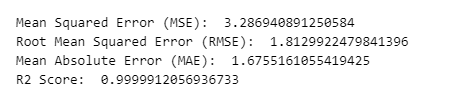 Mean Squared Error (MSE):  3.286940891250584
Root Mean Squared Error (RMSE):  1.8129922479841396
Mean Absolute Error (MAE):  1.6755161055419425
R2 Score:  0.9999912056936733